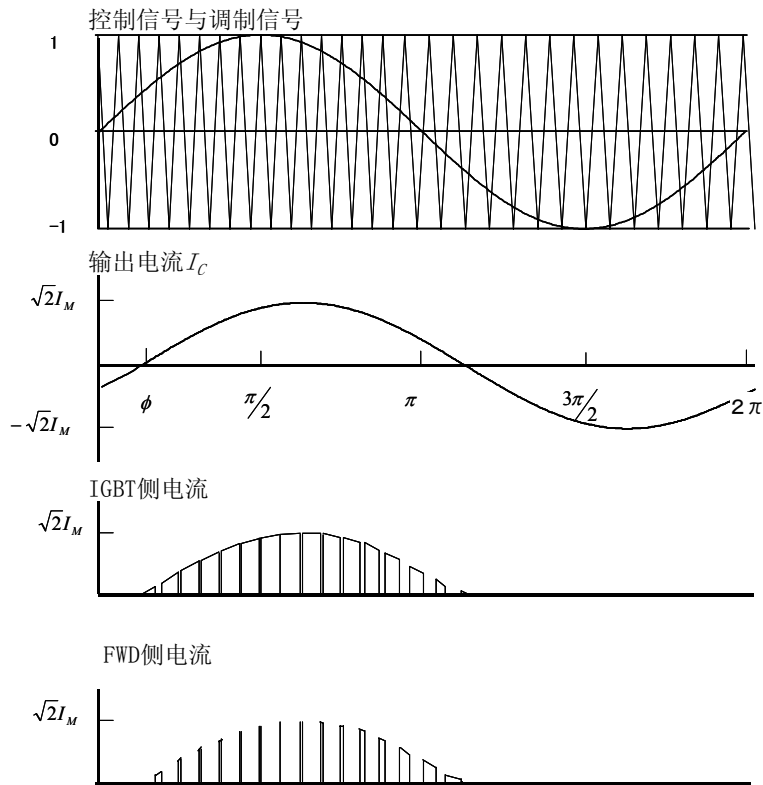 控制信号与调制信号
1
0
-1
输出电流I_C
√2I_M
ϕ
π/2
π
3π/2
2π
-√2I_M
IGBT侧电流
√2I_M
FWD侧电流
√2I_M